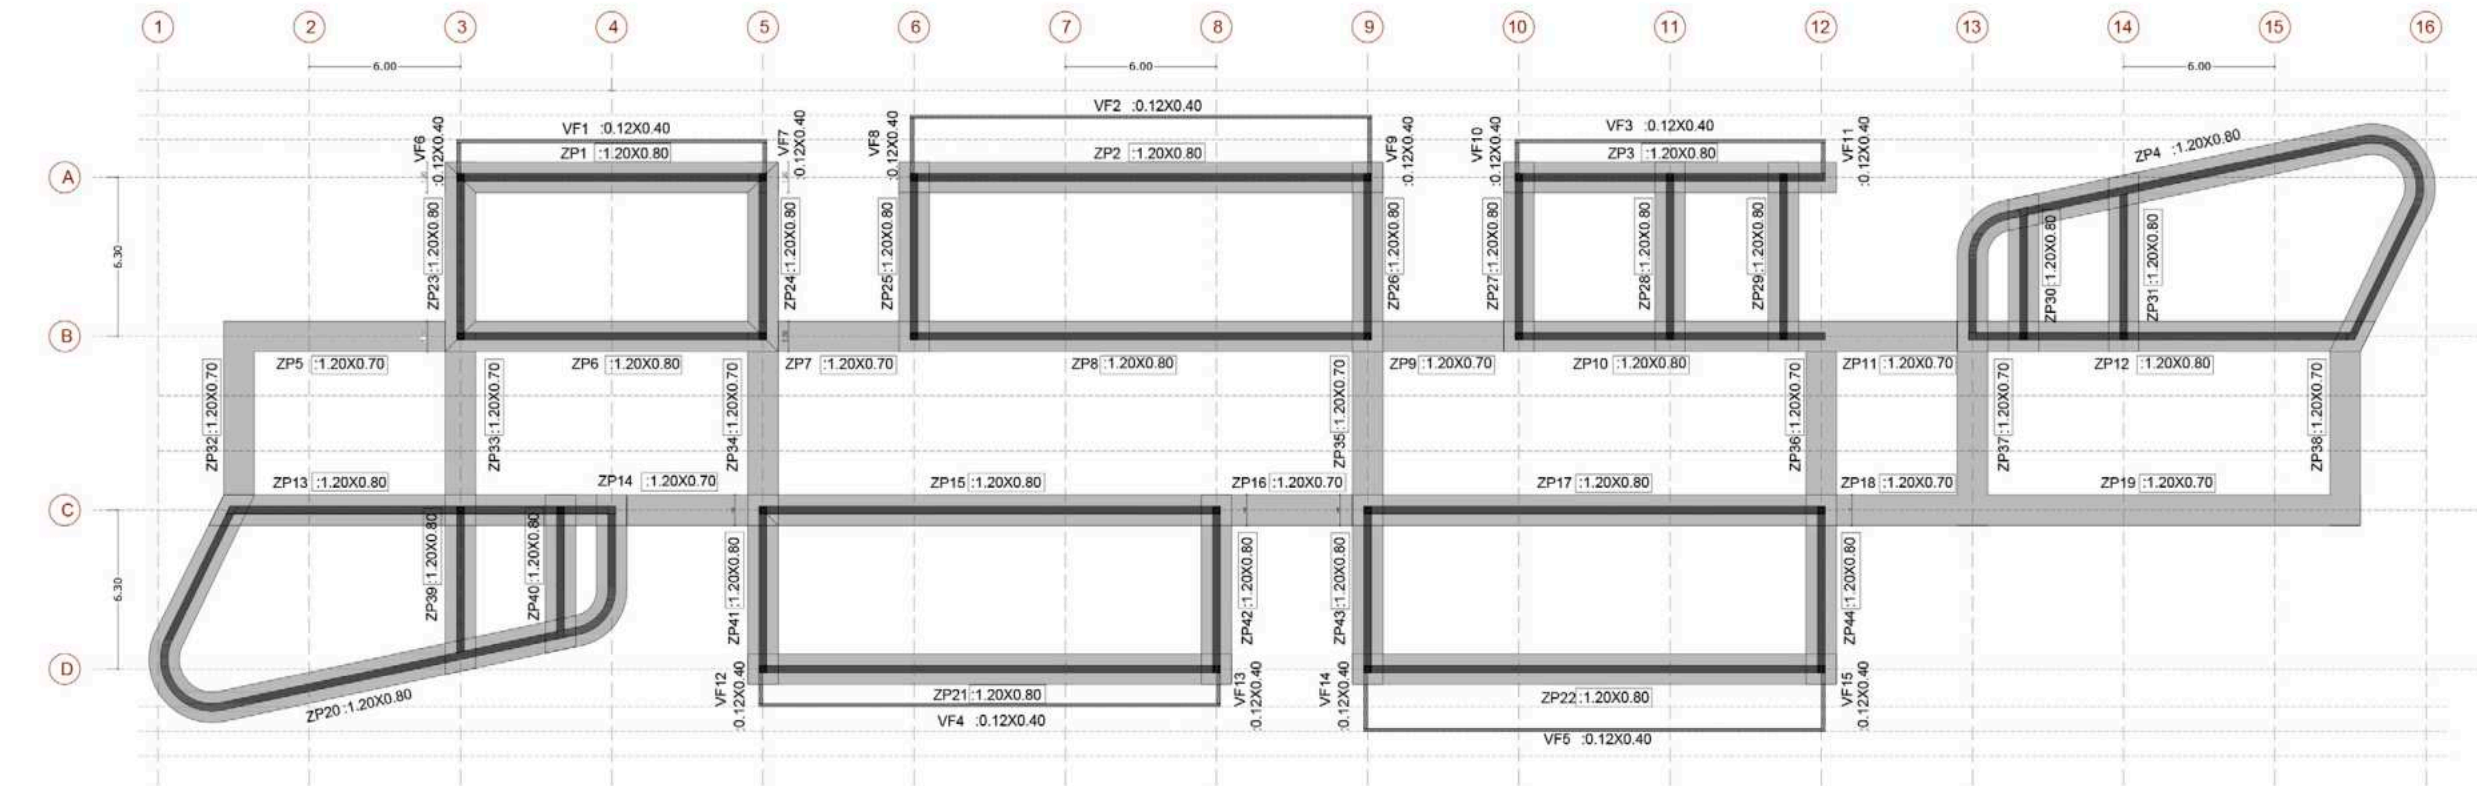 1 2 3 4 5 6 7 8 9 10 11 12 13 14 15 16
6.00 6.00 6.00
VF1 :0.12X0.40
VF2 :0.12X0.40
VF3 :0.12X0.40
VF6 :0.12X0.40
VF7 :0.12X0.40
VF8 :0.12X0.40
VF9 :0.12X0.40
VF10 :0.12X0.40
VF11 :0.12X0.40
ZP1 :1.20X0.80
ZP2 :1.20X0.80
ZP3 :1.20X0.80
ZP4 :1.20X0.80
A
6.30
ZP23 :1.20X0.80
ZP24 :1.20X0.80
ZP25 :1.20X0.80
ZP26 :1.20X0.80
ZP27 :1.20X0.80
ZP28 :1.20X0.80
ZP29 :1.20X0.80
ZP30 :1.20X0.80
ZP31 :1.20X0.80
B
ZP5 :1.20X0.70
ZP6 :1.20X0.80
ZP7 :1.20X0.70
ZP8 :1.20X0.80
ZP9 :1.20X0.70
ZP10 :1.20X0.80
ZP11 :1.20X0.70
ZP12 :1.20X0.80
ZP32 :1.20X0.70
ZP33 :1.20X0.70
ZP34 :1.20X0.70
ZP35 :1.20X0.70
ZP36 :1.20X0.70
ZP37 :1.20X0.70
ZP38 :1.20X0.70
ZP13 :1.20X0.80
ZP14 :1.20X0.70
ZP15 :1.20X0.80
ZP16 :1.20X0.70
ZP17 :1.20X0.80
ZP18 :1.20X0.70
ZP19 :1.20X0.70
C
6.30
ZP39 :1.20X0.80
ZP40 :1.20X0.80
ZP41 :1.20X0.80
ZP42 :1.20X0.80
ZP43 :1.20X0.80
ZP44 :1.20X0.80
D
ZP20 :1.20X0.80
ZP21 :1.20X0.80
ZP22 :1.20X0.80
VF12 :0.12X0.40
VF13 :0.12X0.40
VF14 :0.12X0.40
VF15 :0.12X0.40
VF4 :0.12X0.40
VF5 :0.12X0.40